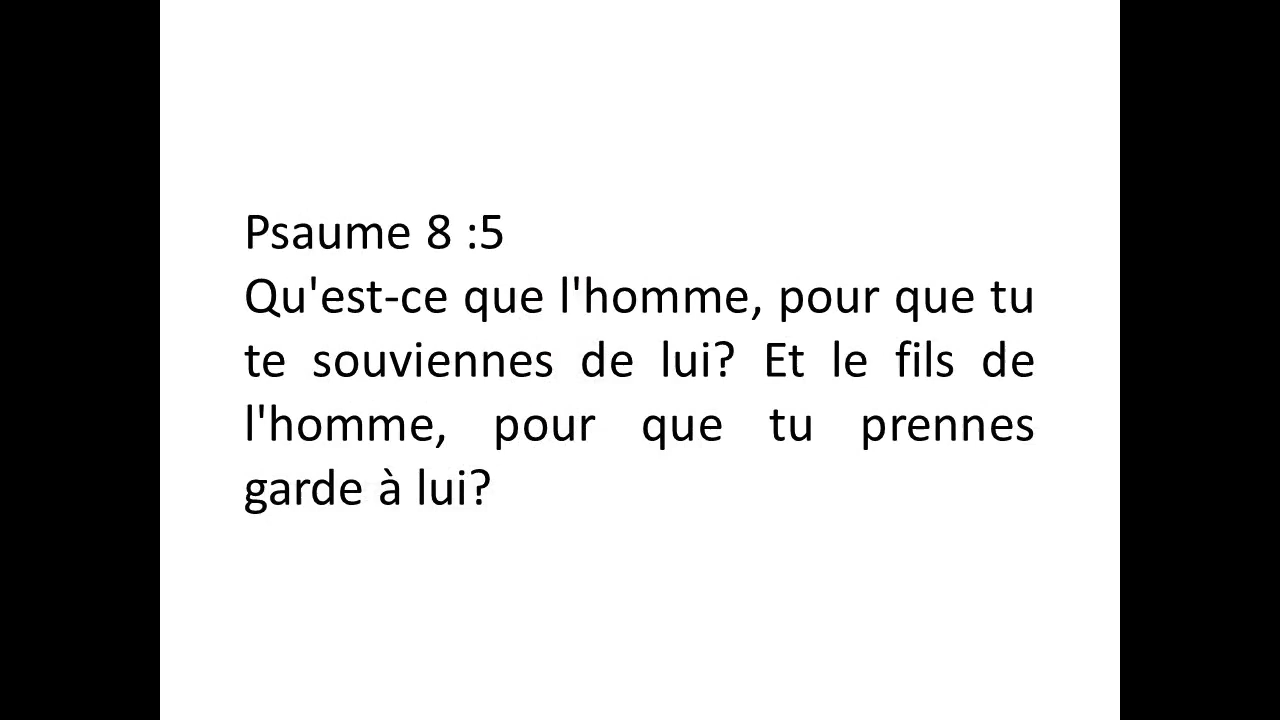 Psaume 8 :5
Qu'est-ce que l'homme, pour que tu
te souviennes de lui? Et le fils de
l'homme, pour que tu prennes
garde à lui?